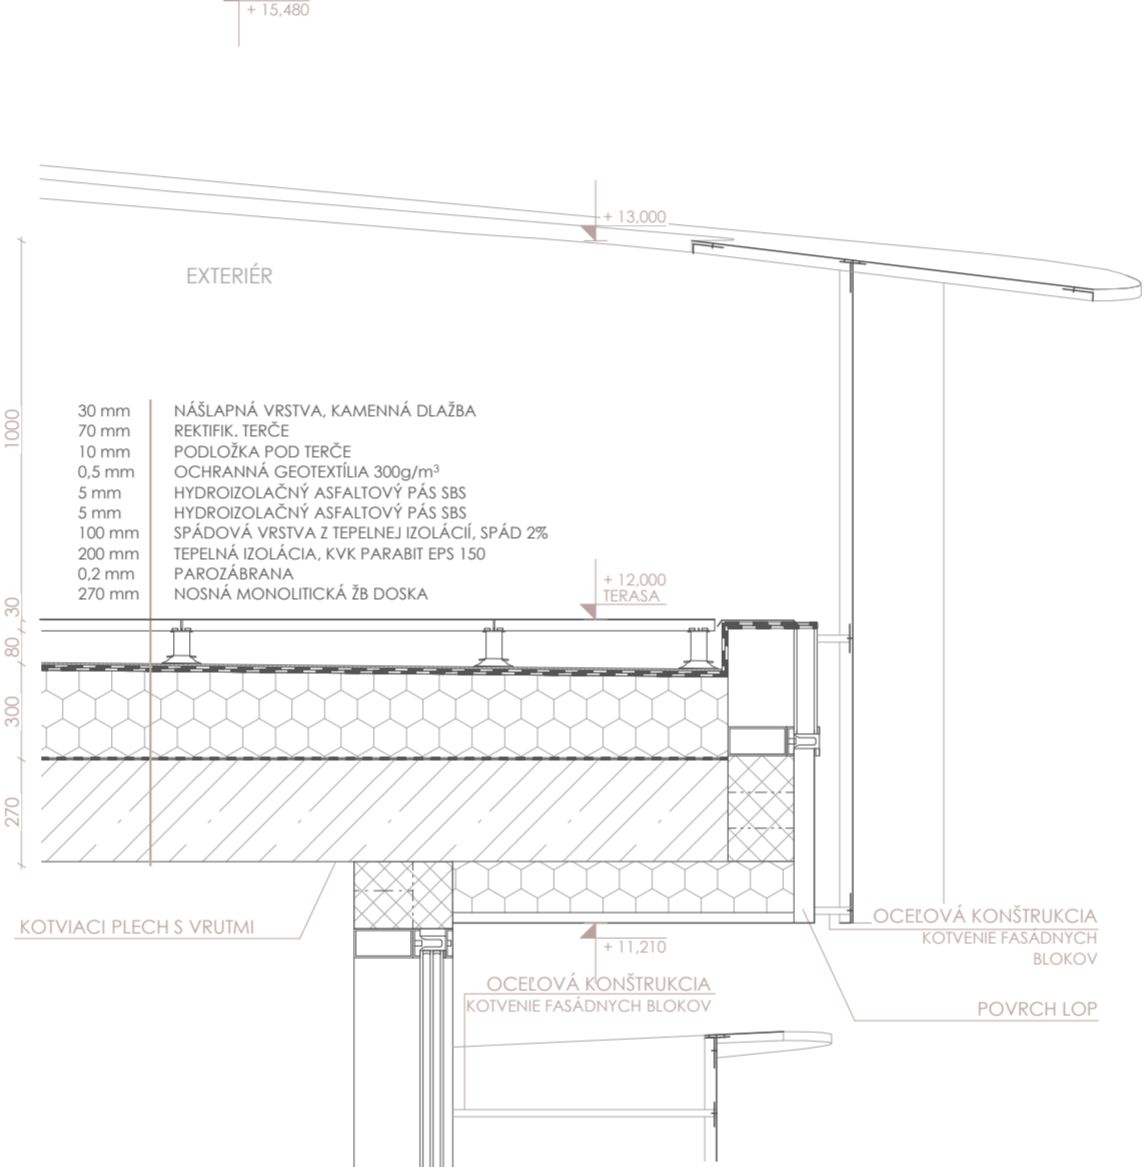 + 15,480
+ 13,000
EXTERIÉR
1000
30 mm NÁŠLAPNÁ VRSTVA, KAMENNÁ DLAŽBA
70 mm REKTIFIK. TERČE
10 mm PODLOŽKA POD TERČE
0,5 mm OCHRANNÁ GEOTEXTÍLIA 300g/m³
5 mm HYDROIZOLAČNÝ ASFALTOVÝ PÁS SBS
5 mm HYDROIZOLAČNÝ ASFALTOVÝ PÁS SBS
100 mm SPÁDOVÁ VRSTVA Z TEPELNEJ IZOLÁCIÍ, SPÁD 2%
200 mm TEPELNÁ IZOLÁCIA, KVK PARABIT EPS 150
0,2 mm PAROZÁBRANA
270 mm NOSNÁ MONOLITICKÁ ŽB DOSKA
+ 12,000
TERASA
30
80
300
270
KOTVIACI PLECH S VRUTMI
+ 11,210
OCEĽOVÁ KONŠTRUKCIA
KOTVENIE FASÁDNYCH
BLOKOV
OCEĽOVÁ KONŠTRUKCIA
KOTVENIE FASÁDNYCH BLOKOV
POVRCH LOP